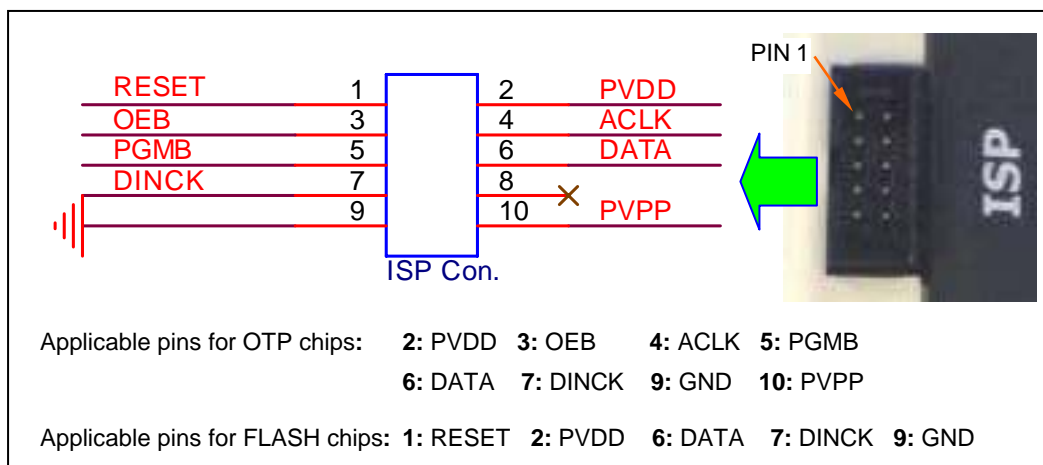 PIN 1
RESET 1 2 PVDD
OEB 3 4 ACLK
PGMB 5 6 DATA
DINCK 7 8
9 10 PVPP
ISP Con.
ISP
Applicable pins for OTP chips: 2: PVDD 3: OEB 4: ACLK 5: PGMB
6: DATA 7: DINCK 9: GND 10: PVPP
Applicable pins for FLASH chips: 1: RESET 2: PVDD 6: DATA 7: DINCK 9: GND